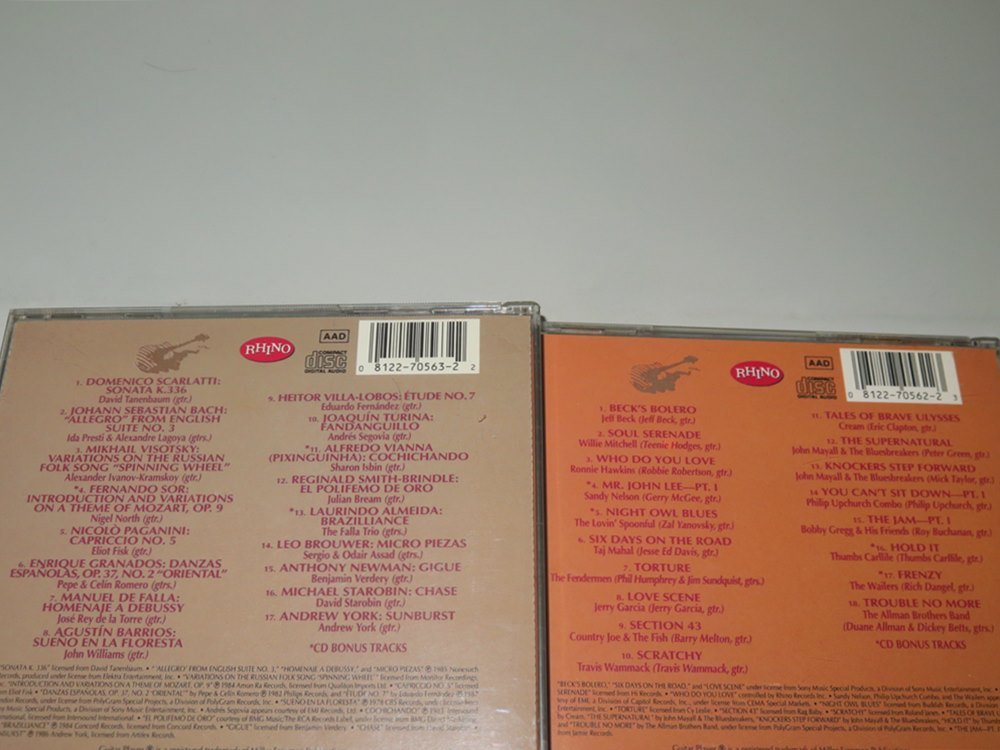 RHINO
AAD
COMPACT
disc
DIGITAL AUDIO
0 8122-70563-2 2
1. DOMENICO SCARLATTI:
SONATA K.336
David Tanenbaum (gtr.)
2. JOHANN SEBASTIAN BACH:
"ALLEGRO" FROM ENGLISH
SUITE NO. 3
Ida Presti & Alexandre Lagoya (gtrs.)
3. MIKHAIL VISOTSKY:
VARIATIONS ON THE RUSSIAN
FOLK SONG "SPINNING WHEEL"
Alexander Ivanov-Kramskoy (gtr.)
*4. FERNANDO SOR:
INTRODUCTION AND VARIATIONS
ON A THEME OF MOZART, OP. 9
Nigel North (gtr.)
5. NICOLÒ PAGANINI:
CAPRICCIO NO. 5
Eliot Fisk (gtr.)
6. ENRIQUE GRANADOS: DANZAS
ESPANOLÀS, OP. 37, NO. 2 "ORIENTAL"
Pepe & Celin Romero (gtrs.)
7. MANUEL DE FALLA:
HOMENAJE A DEBUSSY
José Rey de la Torre (gtr.)
8. AGUSTÍN BARRIOS:
SUEÑO EN LA FLORESTA
John Williams (gtr.)
9. HEITOR VILLA-LOBOS: ÉTUDE NO. 7
Eduardo Fernández (gtr.)
10. JOAQUÍN TURINA:
FANDANGUILLO
Andrés Segovia (gtr.)
*11. ALFREDO VIANNA
(PIXINGUINHA): COCHICHANDO
Sharon Isbin (gtr.)
12. REGINALD SMITH-BRINDLE:
EL POLIFEMO DE ORO
Julian Bream (gtr.)
*13. LAURINDO ALMEIDA:
BRAZILLIANCE
The Falla Trio (gtrs.)
14. LEO BROUWER: MICRO PIEZAS
Sergio & Odair Assad (gtrs.)
15. ANTHONY NEWMAN: GIGUE
Benjamin Verdery (gtr.)
16. MICHAEL STAROBIN: CHASE
David Starobin (gtr.)
17. ANDREW YORK: SUNBURST
Andrew York (gtr.)
*CD BONUS TRACKS
RHINO
AAD
COMPACT
disc
DIGITAL AUDIO
0 8122-70562-2 3
1. BECK'S BOLERO
Jeff Beck (Jeff Beck, gtr.)
2. SOUL SERENADE
Willie Mitchell (Teenie Hodges, gtr.)
3. WHO DO YOU LOVE
Ronnie Hawkins (Robbie Robertson, gtr.)
*4. MR. JOHN LEE—PT. 1
Sandy Nelson (Gerry McGee, gtr.)
*5. NIGHT OWL BLUES
The Lovin' Spoonful (Zal Yanovsky, gtr.)
6. SIX DAYS ON THE ROAD
Taj Mahal (Jesse Ed Davis, gtr.)
7. TORTURE
The Fendermen (Phil Humphrey & Jim Sundquist, gtrs.)
8. LOVE SCENE
Jerry Garcia (Jerry Garcia, gtr.)
9. SECTION 43
Country Joe & The Fish (Barry Melton, gtr.)
10. SCRATCHY
Travis Wammack (Travis Wammack, gtr.)
11. TALES OF BRAVE ULYSSES
Cream (Eric Clapton, gtr.)
12. THE SUPERNATURAL
John Mayall & The Bluesbreakers (Peter Green, gtr.)
13. KNOCKERS STEP FORWARD
John Mayall & The Bluesbreakers (Mick Taylor, gtr.)
14 YOU CAN'T SIT DOWN—PT. 1
Philip Upchurch Combo (Philip Upchurch, gtr.)
15. THE JAM—PT. 1
Bobby Gregg & His Friends (Roy Buchanan, gtr.)
*16. HOLD IT
Thumbs Carllile (Thumbs Carllile, gtr.)
*17. FRENZY
The Wailers (Rich Dangel, gtr.)
18. TROUBLE NO MORE
The Allman Brothers Band
(Duane Allman & Dickey Betts, gtrs.)
*CD BONUS TRACKS